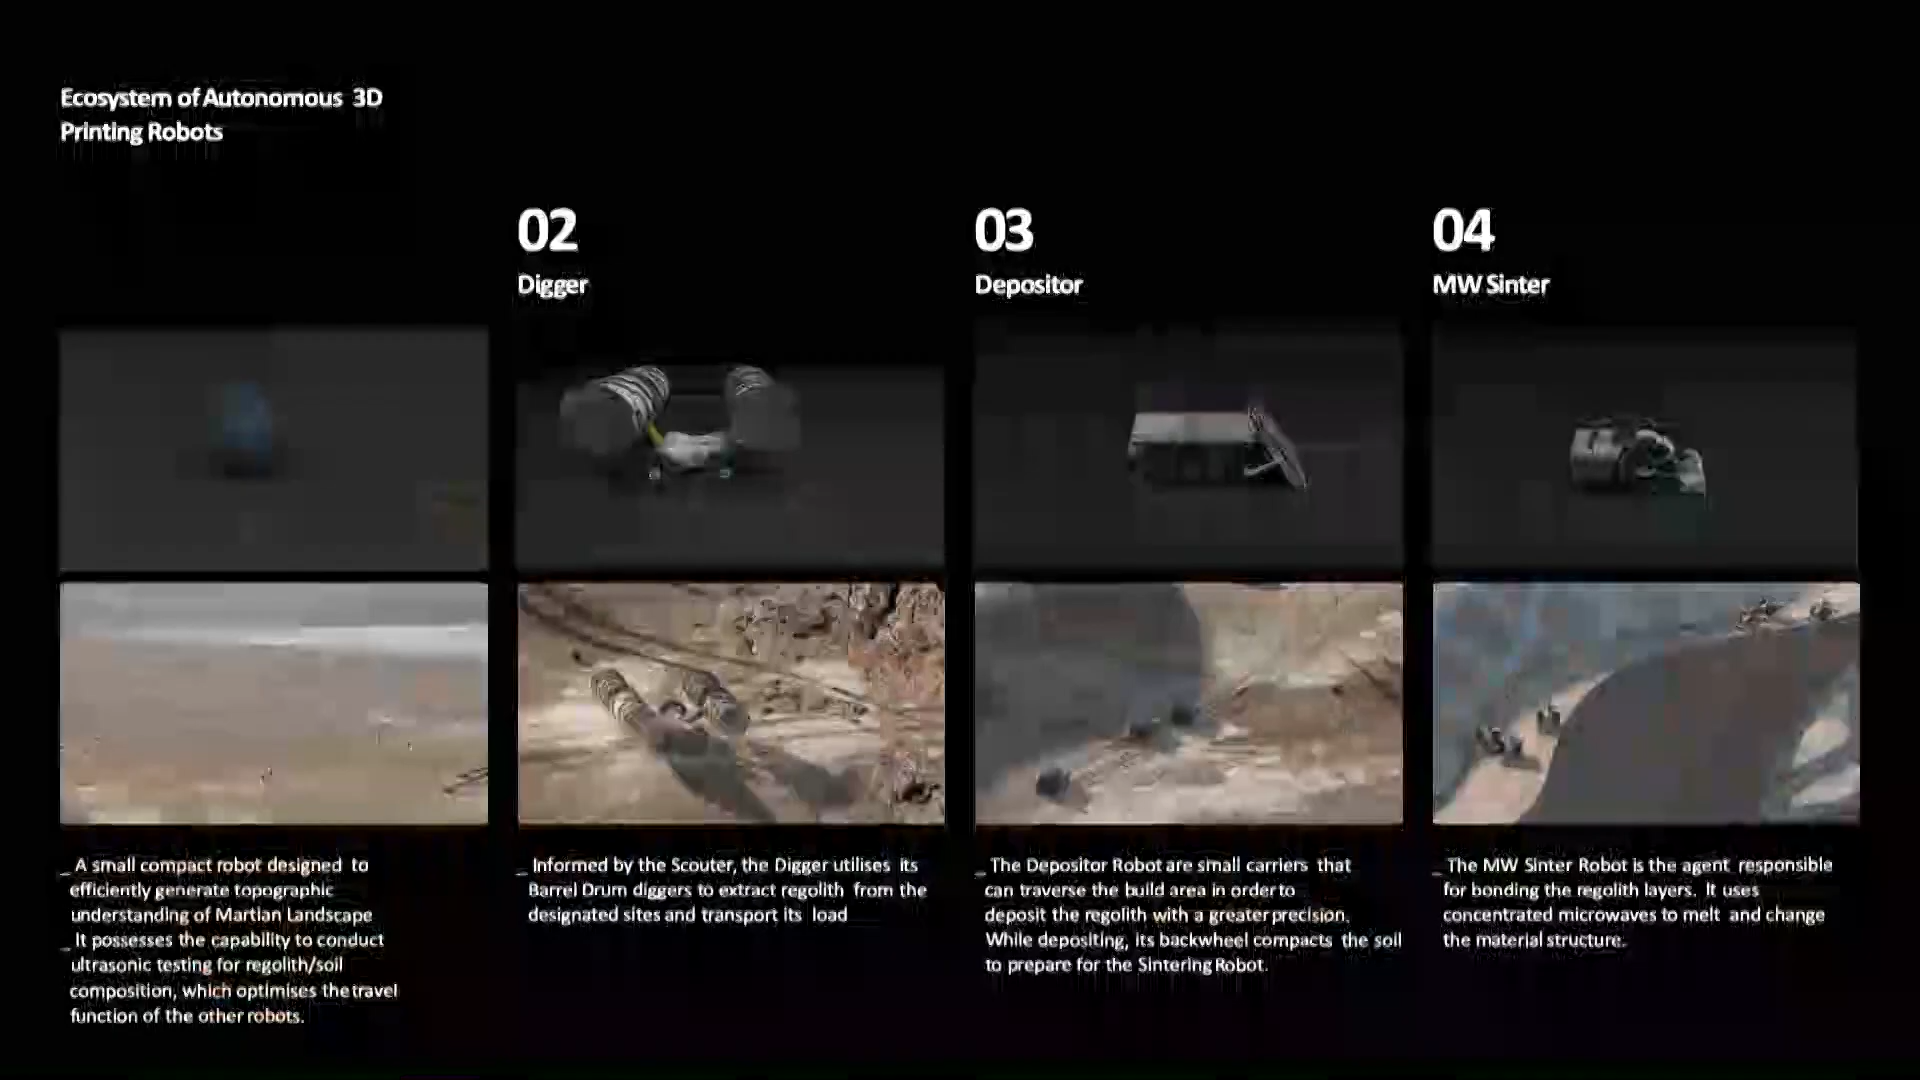 Ecosystem of Autonomous 3D
Printing Robots
02
Digger
03
Depositor
04
MW Sinter
_ A small compact robot designed to
efficiently generate topographic
understanding of Martian Landscape
_ It possesses the capability to conduct
ultrasonic testing for regolith/soil
composition, which optimises the travel
function of the other robots.
_ Informed by the Scouter, the Digger utilises its
Barrel Drum diggers to extract regolith from the
designated sites and transport its load
_ The Depositor Robot are small carriers that
can traverse the build area in order to
deposit the regolith with a greater precision.
While depositing, its backwheel compacts the soil
to prepare for the Sintering Robot.
_ The MW Sinter Robot is the agent responsible
for bonding the regolith layers. It uses
concentrated microwaves to melt and change
the material structure.